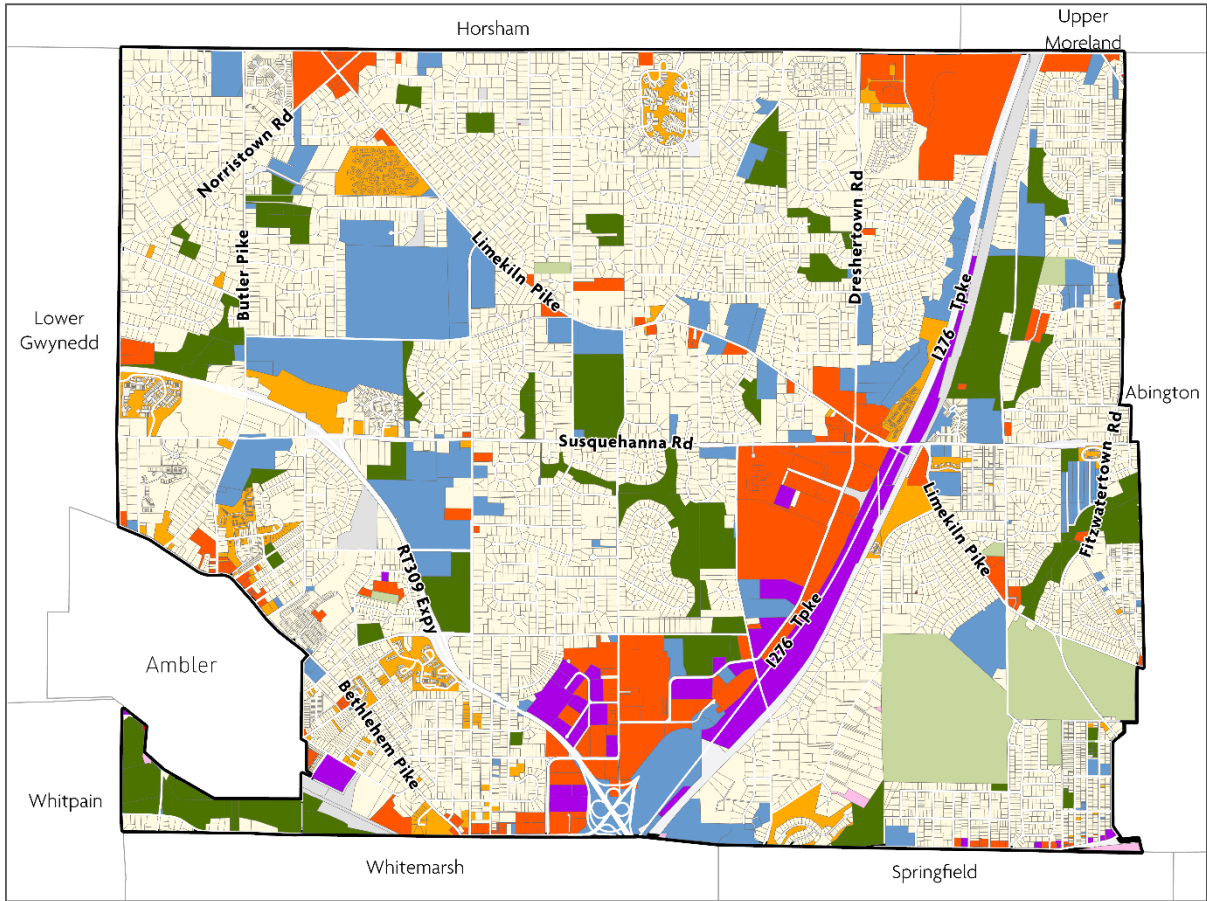 Horsham
Upper
Moreland
Norristown Rd
Butler Pike
Limekiln Pike
Dreshertown Rd
I276 Tpke
Lower
Gwynedd
Abington
Susquehanna Rd
Fitzwatertown Rd
Limekiln Pike
RT309 Expy
I276 Tpke
Ambler
Bethlehem Pike
Whitpain
Whitemarsh
Springfield